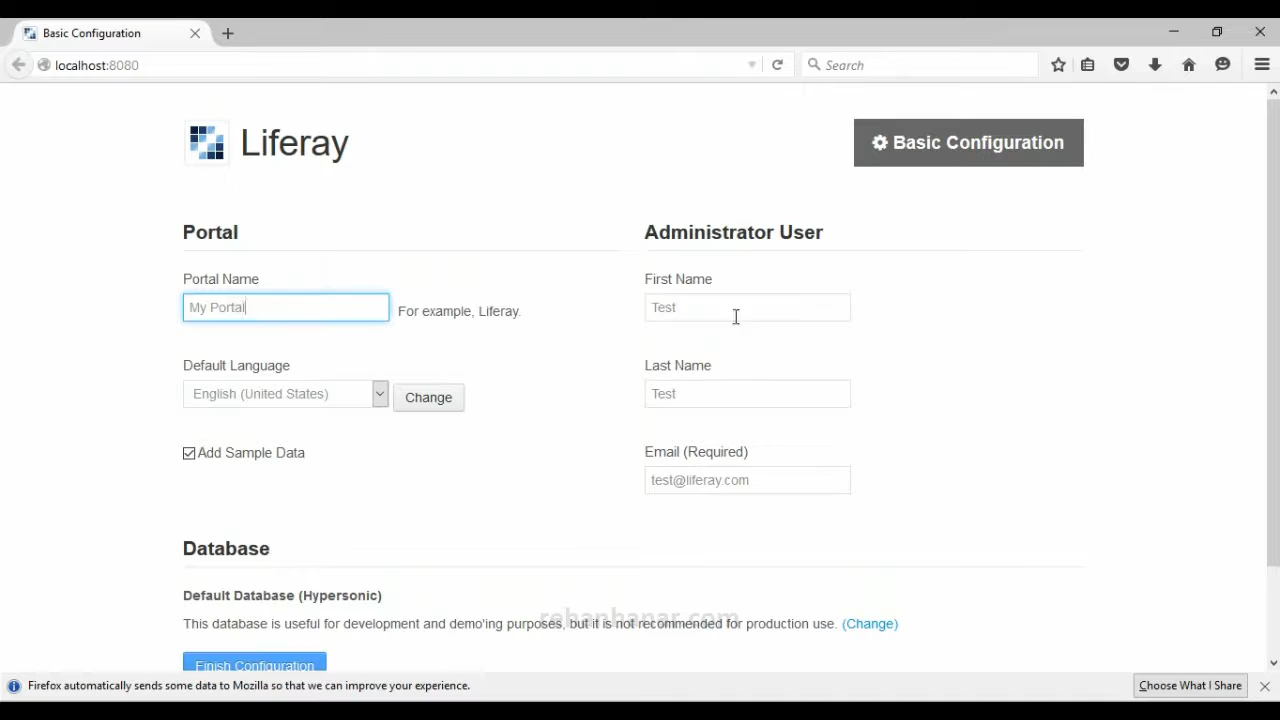 Basic Configuration
localhost:8080
Search
Liferay
Basic Configuration
Portal
Administrator User
Portal Name
First Name
My Portal
For example, Liferay.
Test
Default Language
Last Name
English (United States)
Change
Test
Add Sample Data
Email (Required)
test@liferay.com
Database
Default Database (Hypersonic)
rehanhanar.com
This database is useful for development and demo'ing purposes, but it is not recommended for production use. (Change)
Finish Configuration
Firefox automatically sends some data to Mozilla so that we can improve your experience.
Choose What I Share